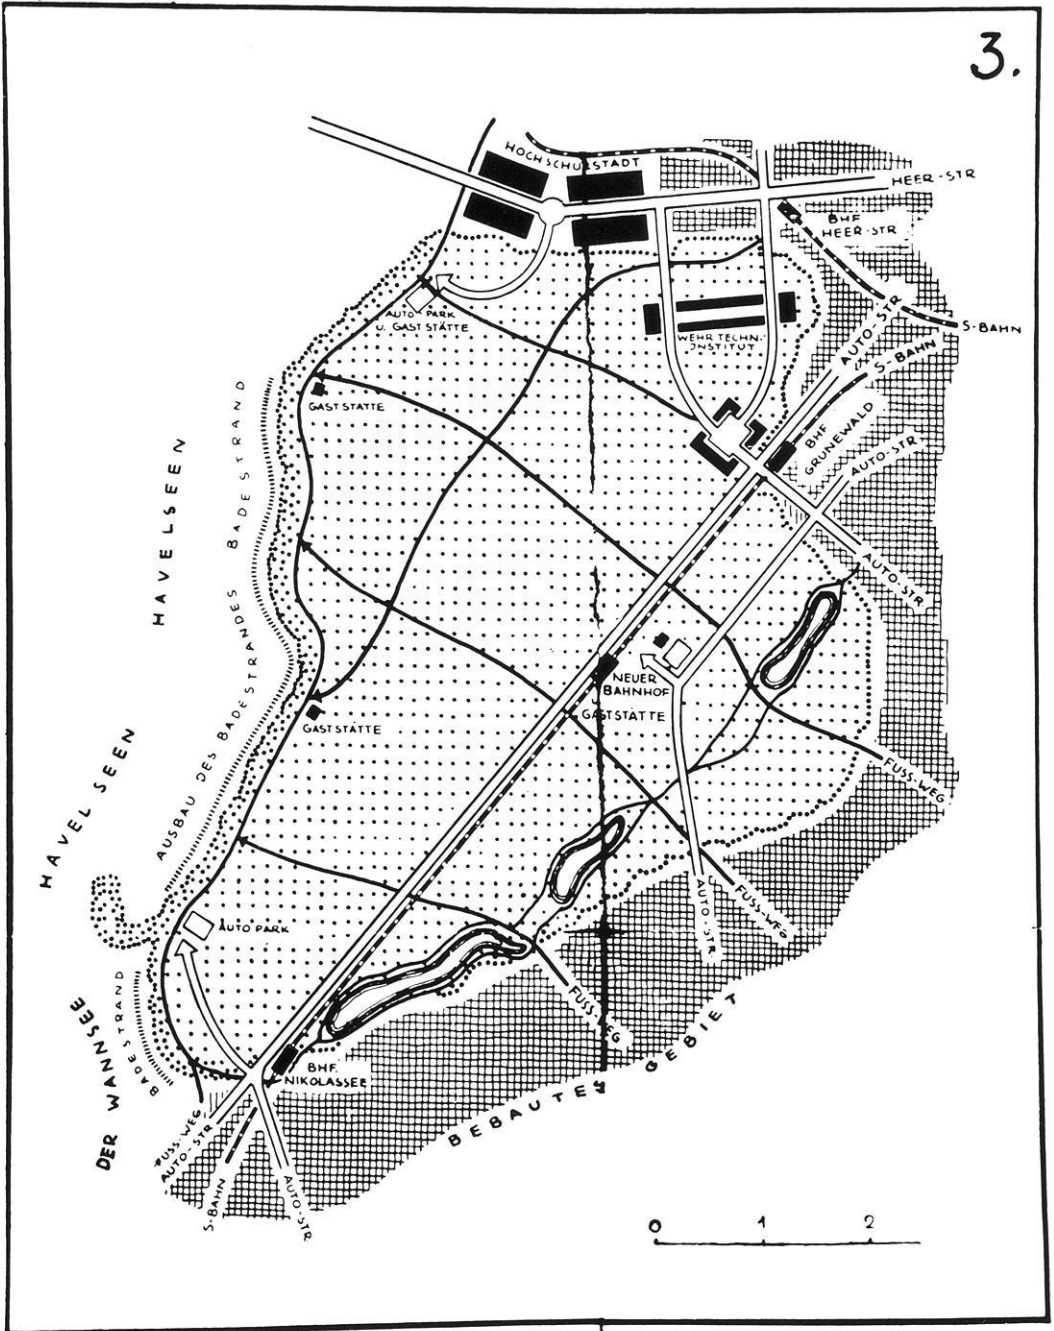 3.
HOCHSCHULSTADT
HEER-STR
BHF
HEER-STR
S-BAHN
AUTO-STR
S-BAHN
AUTO PARK
U. GASTSTÄTTE
WEHRTECHN.-
INSTITUT
GASTSTÄTTE
BHF
GRUNEWALD
AUTO-STR
AUTO-STR
HAVELSEEN
BADESTRAND
AUSBAU DES BADESTRANDES
NEUER
BAHNHOF
GASTSTÄTTE
GASTSTÄTTE
FUSS-WEG
HAVELSEEN
AUTO PARK
FUSS-WEG
AUTO-STR.
FUSS-WEG
BADESTRAND
DER WANNSEE
BHF.
NIKOLASSEE
BEBAUTES GEBIET
FUSS-WEG
AUTO-STR
S-BAHN
AUTO-STR
0 1 2